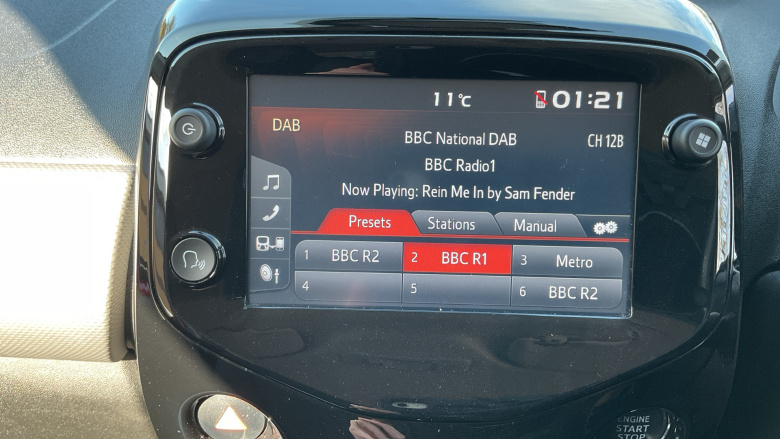 11°C 01:21
DAB
BBC National DAB CH 12B
BBC Radio1
Now Playing: Rein Me In by Sam Fender
Presets Stations Manual
1 BBC R2 2 BBC R1 3 Metro
4 5 6 BBC R2
ENGINE
START
STOP